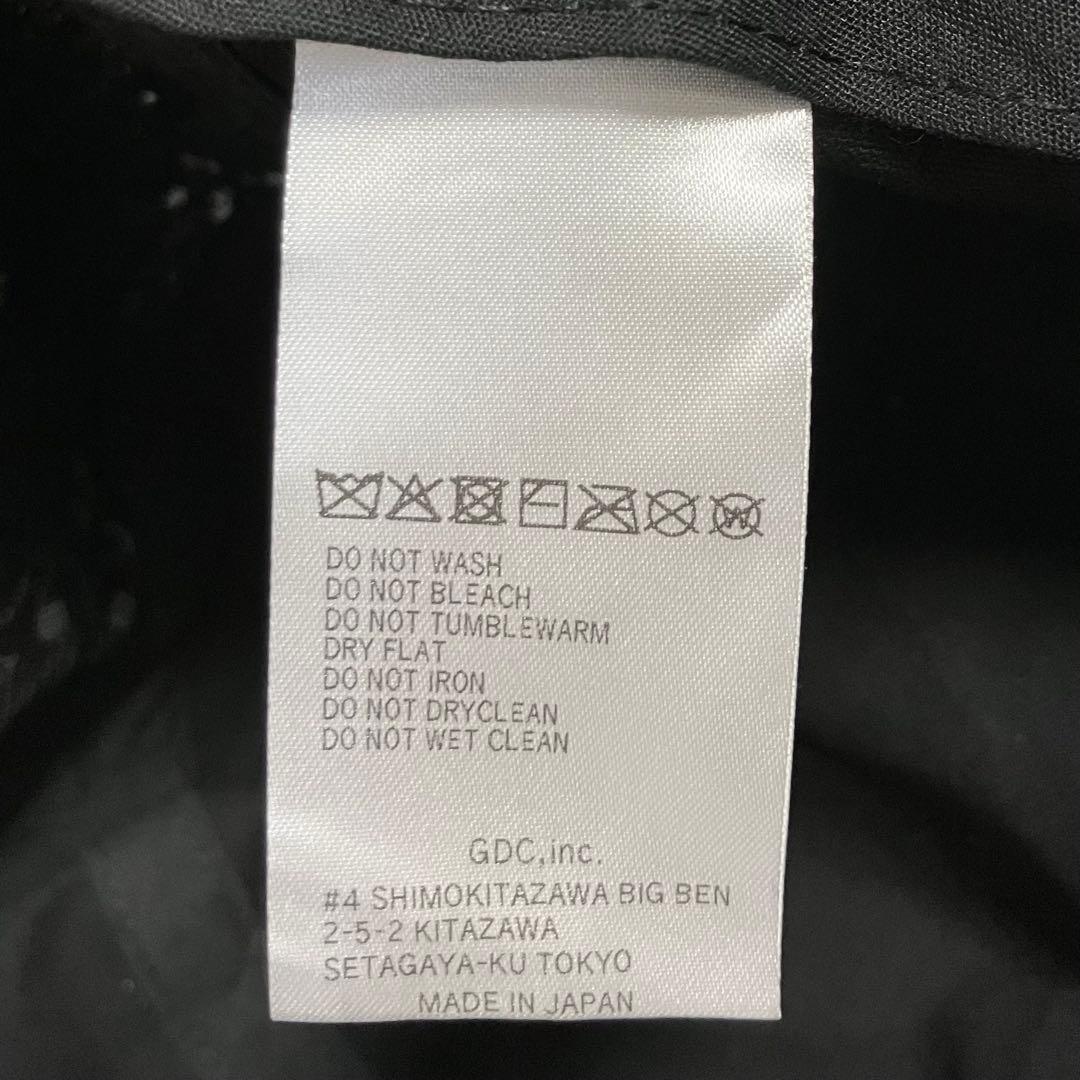 DO NOT WASH
DO NOT BLEACH
DO NOT TUMBLEWARM
DRY FLAT
DO NOT IRON
DO NOT DRYCLEAN
DO NOT WET CLEAN
GDC,inc.
#4 SHIMOKITAZAWA BIG BEN
2-5-2 KITAZAWA
SETAGAYA-KU TOKYO
MADE IN JAPAN